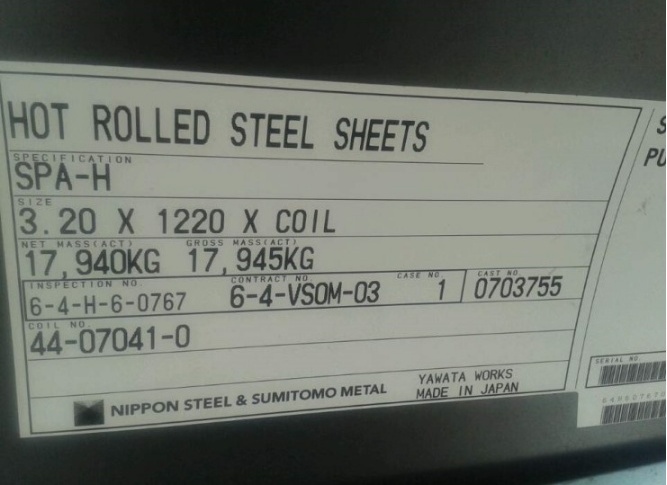 HOT ROLLED STEEL SHEETS
SPECIFICATION
SPA-H
SIZE
3.20 X 1220 X COIL
NET MASS(ACT) GROSS MASS(ACT)
17,940KG 17,945KG
INSPECTION NO. CONTRACT NO. CASE NO. CAST NO.
6-4-H-6-0767 6-4-VSOM-03 1 0703755
COIL NO.
44-07041-0
NIPPON STEEL & SUMITOMO METAL
YAWATA WORKS
MADE IN JAPAN
S
PU
SERIAL NO.